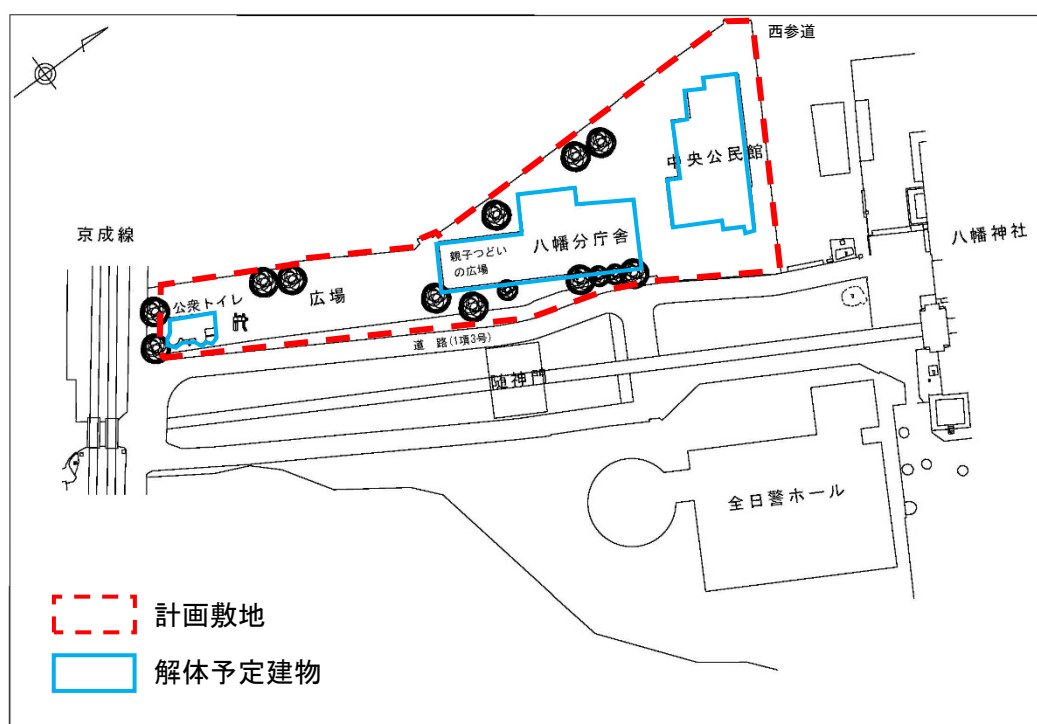 西参道
中央公民館
京成線
八幡分庁舎
八幡神社
親子つどい
の広場
公衆トイレ
広場
道 路(1項3号)
随神門
全日警ホール
計画敷地
解体予定建物